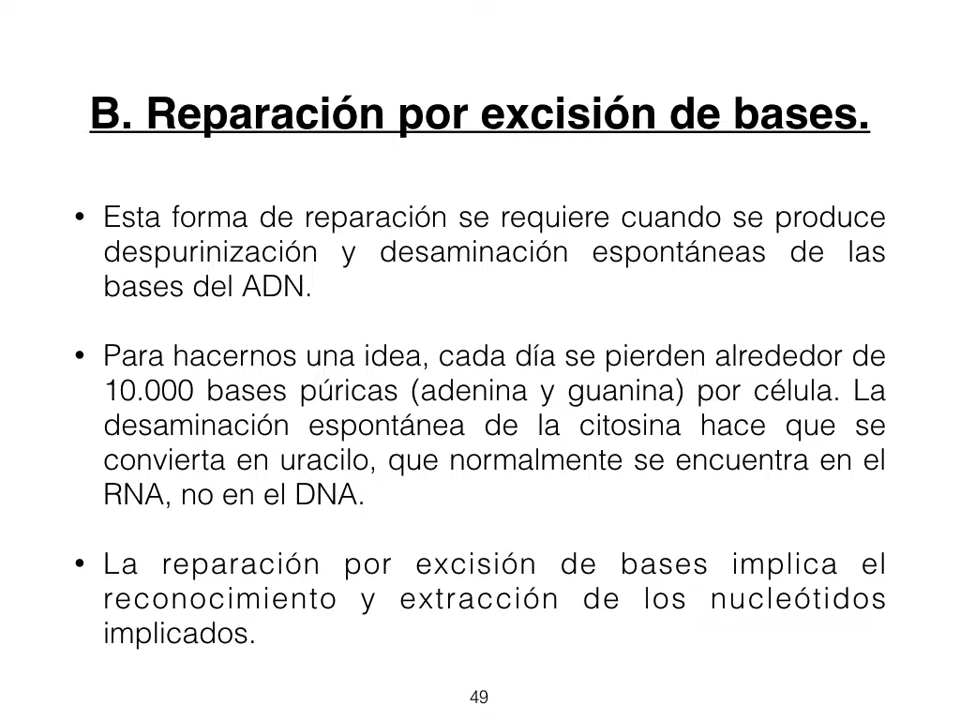 B. Reparación por excisión de bases.
• Esta forma de reparación se requiere cuando se produce
despurinización y desaminación espontáneas de las
bases del ADN.
• Para hacernos una idea, cada día se pierden alrededor de
10.000 bases púricas (adenina y guanina) por célula. La
desaminación espontánea de la citosina hace que se
convierta en uracilo, que normalmente se encuentra en el
RNA, no en el DNA.
• La reparación por excisión de bases implica el
reconocimiento y extracción de los nucleótidos
implicados.
49